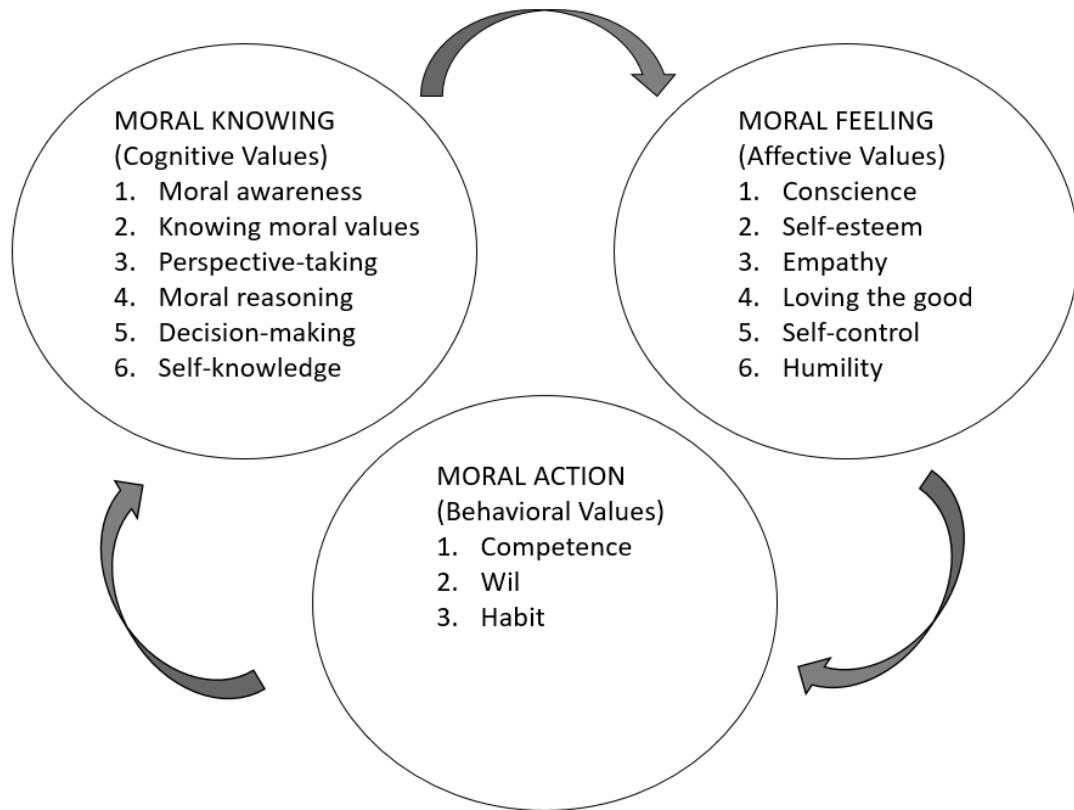 MORAL KNOWING
(Cognitive Values)
1. Moral awareness
2. Knowing moral values
3. Perspective-taking
4. Moral reasoning
5. Decision-making
6. Self-knowledge
MORAL FEELING
(Affective Values)
1. Conscience
2. Self-esteem
3. Empathy
4. Loving the good
5. Self-control
6. Humility
MORAL ACTION
(Behavioral Values)
1. Competence
2. Wil
3. Habit